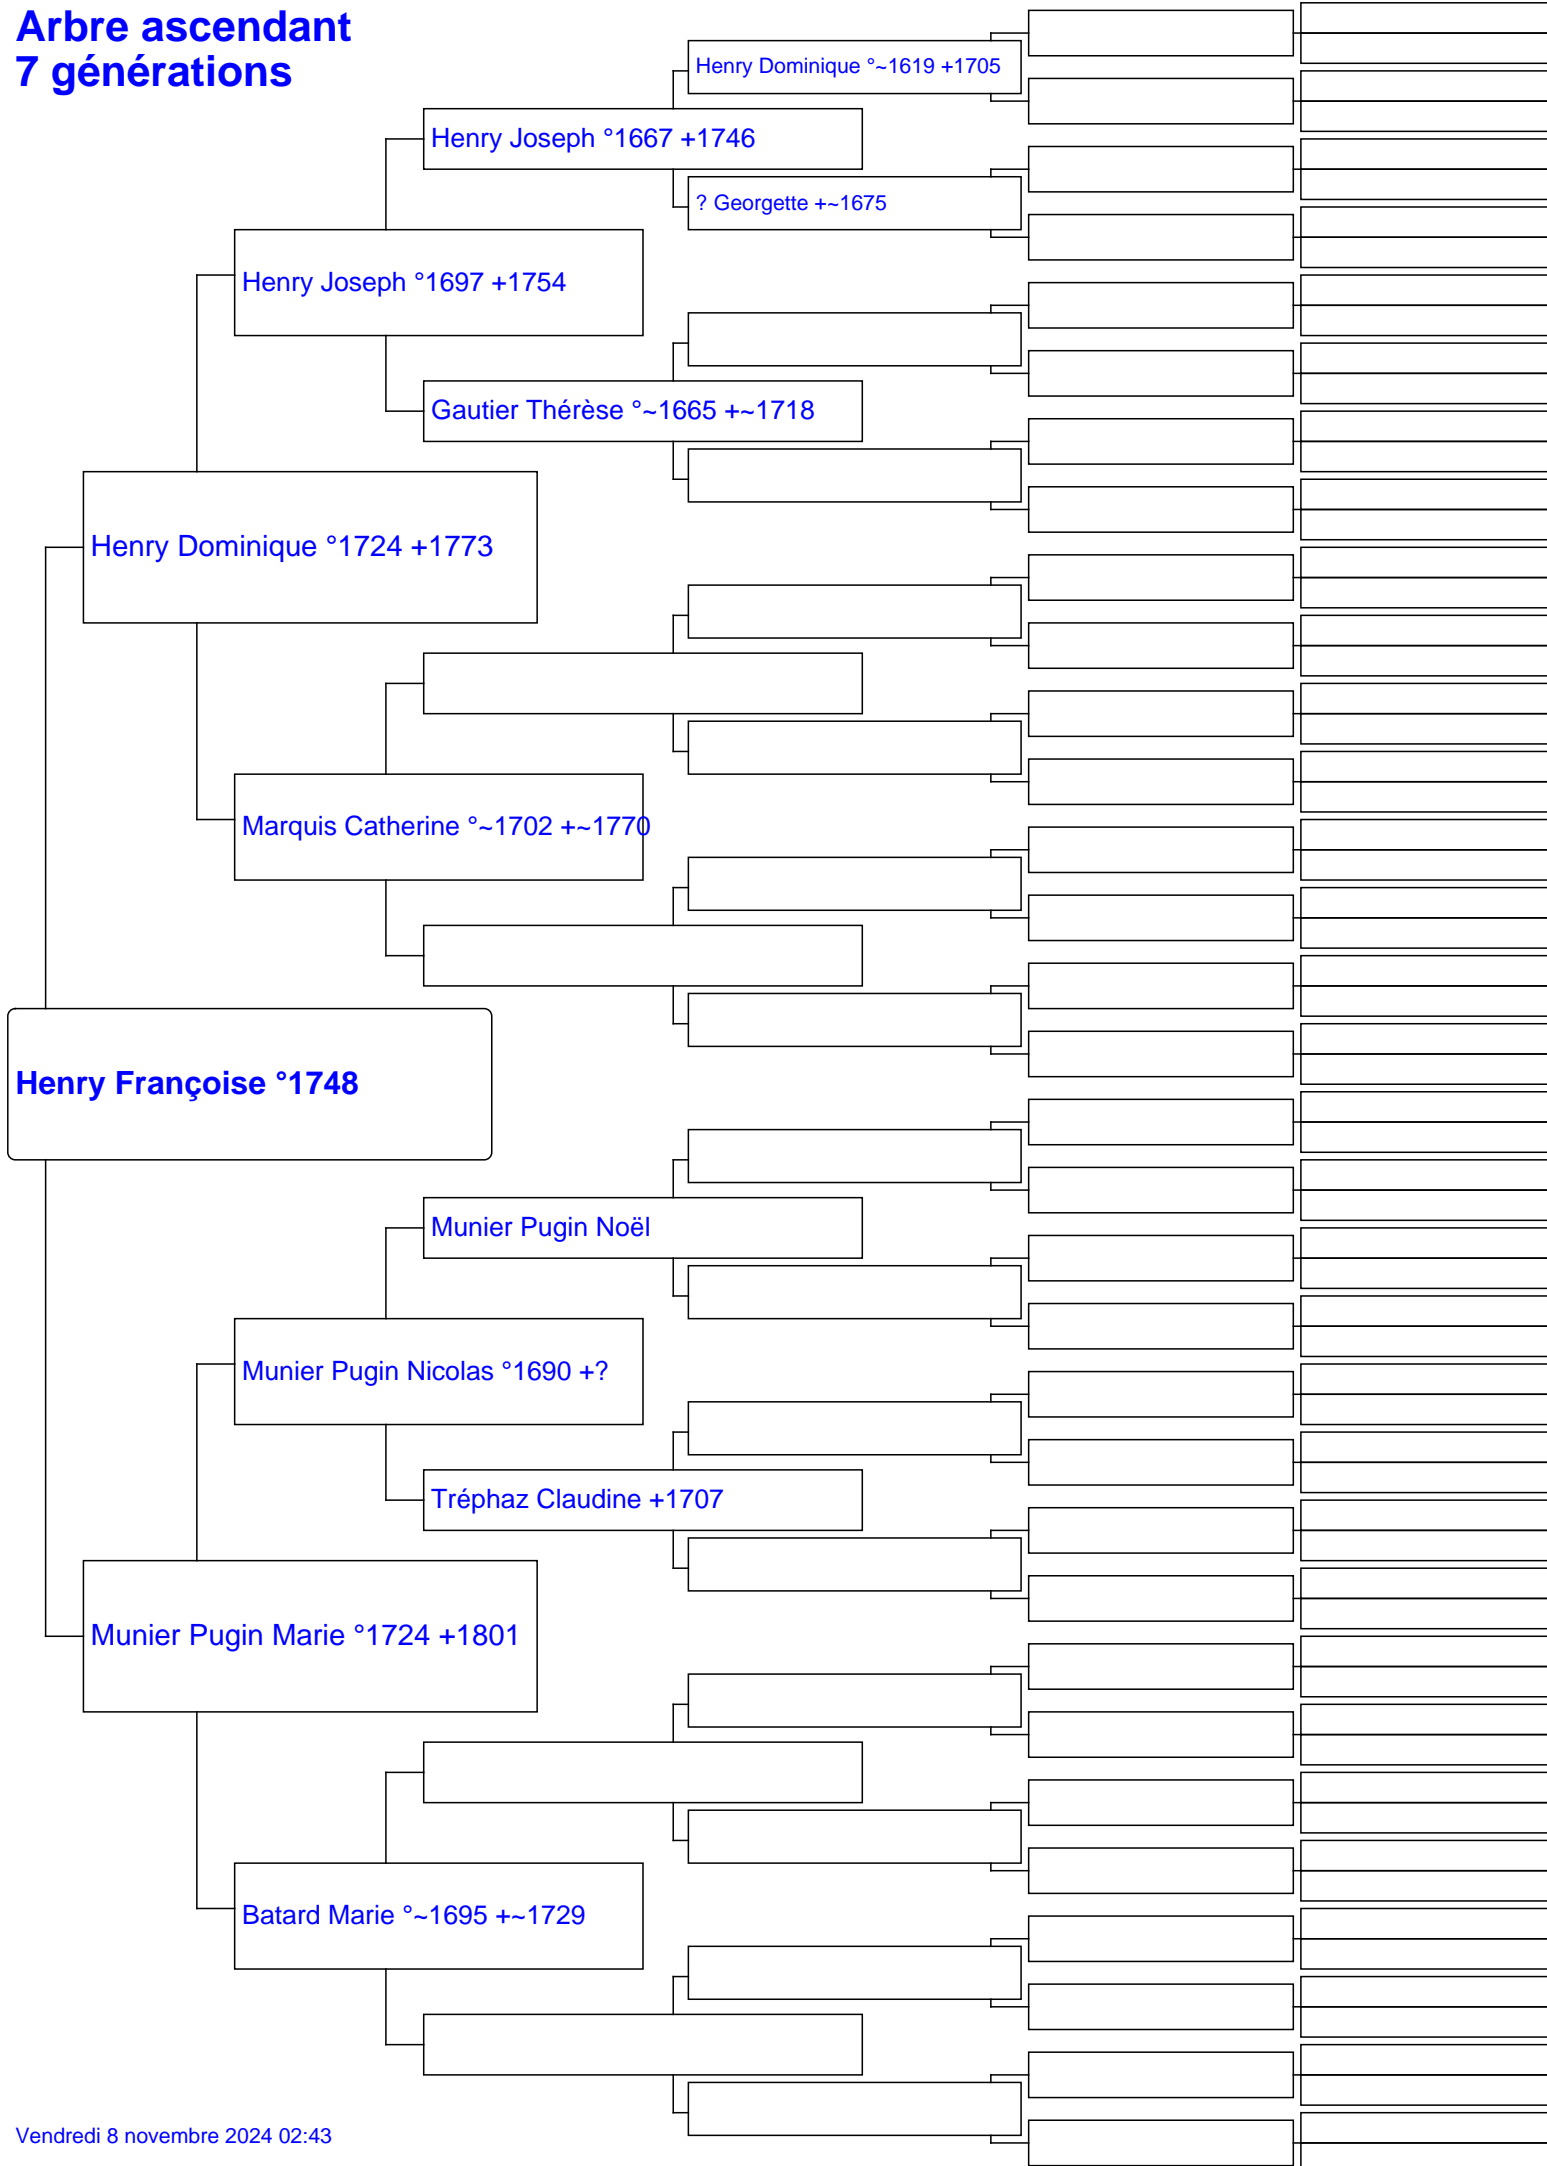 Arbre ascendant
7 générations
Henry Dominique °~1619 +1705
Henry Joseph °1667 +1746
? Georgette +~1675
Henry Joseph °1697 +1754
Gautier Thérèse °~1665 +~1718
Henry Dominique °1724 +1773
Marquis Catherine °~1702 +~1770
Henry Françoise °1748
Munier Pugin Noël
Munier Pugin Nicolas °1690 +?
Tréphaz Claudine +1707
Munier Pugin Marie °1724 +1801
Batard Marie °~1695 +~1729
Vendredi 8 novembre 2024 02:43